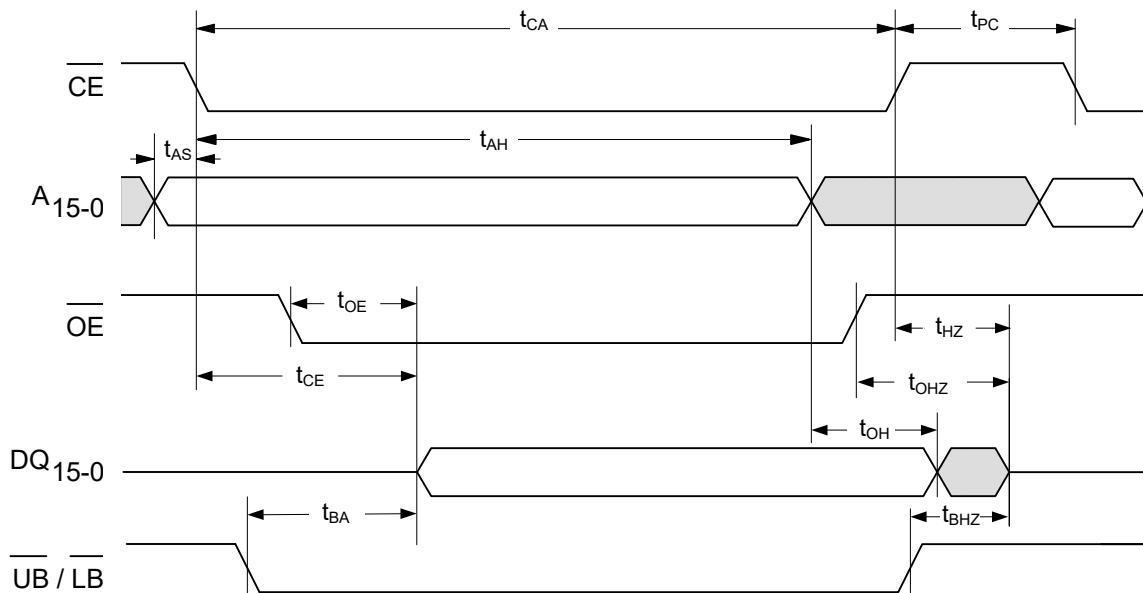 tCA
tPC
CE
tAS
tAH
A15-0
OE
tOE
tHZ
tCE
tOHZ
tOH
DQ15-0
tBA
tBHZ
UB / LB